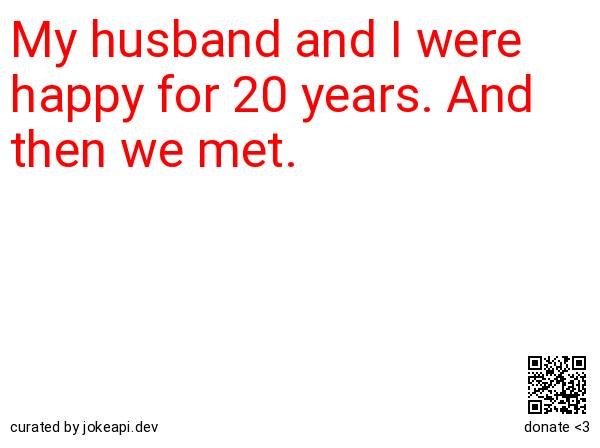 My husband and I were
happy for 20 years. And
then we met.
curated by jokeapi.dev
donate <3